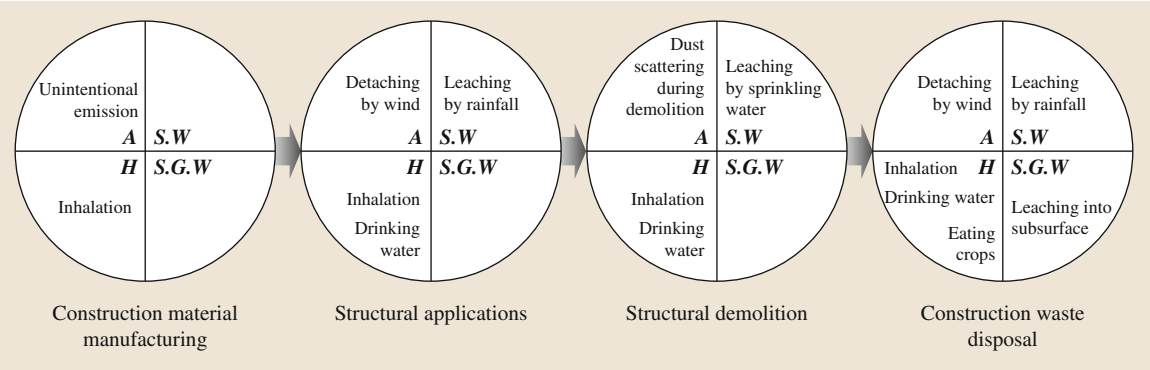 Unintentional
emission
A
S.W
H
S.G.W
Inhalation
Construction material
manufacturing
Detaching
by wind
Leaching
by rainfall
A
S.W
H
S.G.W
Inhalation
Drinking
water
Structural applications
Dust
scattering
during
demolition
Leaching
by sprinkling
water
A
S.W
H
S.G.W
Inhalation
Drinking
water
Structural demolition
Detaching
by wind
Leaching
by rainfall
A
S.W
Inhalation
H
S.G.W
Drinking water
Eating
crops
Leaching into
subsurface
Construction waste
disposal